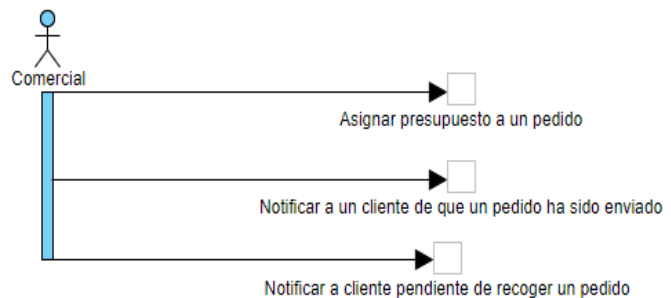 Comercial
Asignar presupuesto a un pedido
Notificar a un cliente de que un pedido ha sido enviado
Notificar a cliente pendiente de recoger un pedido